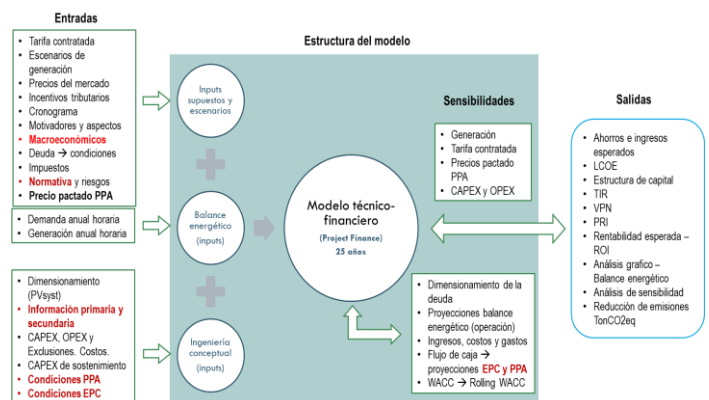 Entradas
• Tarifa contratada
• Escenarios de
generación
• Precios del mercado
• Incentivos tributarios
• Cronograma
• Motivadores y aspectos
• Macroeconómicos
• Deuda → condiciones
• Impuestos
• Normativa y riesgos
• Precio pactado PPA
• Demanda anual horaria
• Generación anual horaria
• Dimensionamiento
(PVsyst)
• Información primaria y
secundaria
• CAPEX, OPEX y
Exclusiones. Costos.
• CAPEX de sostenimiento
• Condiciones PPA
• Condiciones EPC
Estructura del modelo
Inputs
supuestos y
escenarios
Balance
energético
(inputs)
Ingeniería
conceptual
(inputs)
Modelo técnico-
financiero
(Project Finance)
25 años
Sensibilidades
• Generación
• Tarifa contratada
• Precios pactado
PPA
• CAPEX y OPEX
• Dimensionamiento de la
deuda
• Proyecciones balance
energético (operación)
• Ingresos, costos y gastos
• Flujo de caja →
proyecciones EPC y PPA
• WACC → Rolling WACC
Salidas
• Ahorros e ingresos
esperados
• LCOE
• Estructura de capital
• TIR
• VPN
• PRI
• Rentabilidad esperada –
ROI
• Análisis grafico –
Balance energético
• Análisis de sensibilidad
• Reducción de emisiones
TonCO2eq